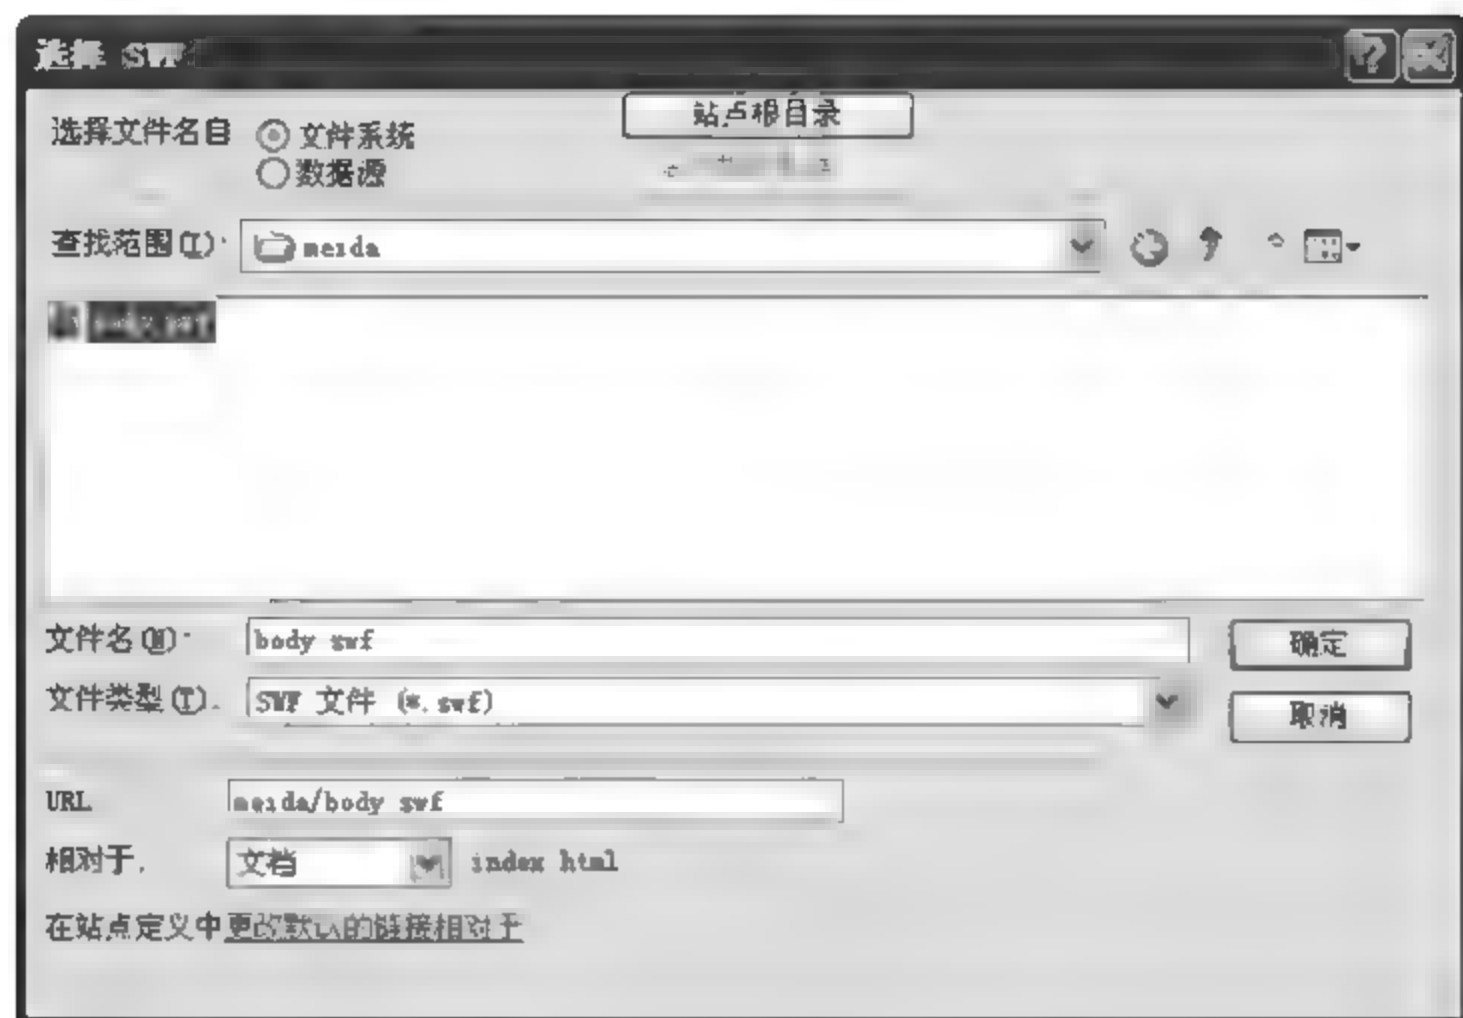 选择 SWF
选择文件名自 文件系统 站点根目录
数据源
查找范围(I): meida
文件名(N): body swf 确定
文件类型(T). SWF 文件 (*.swf) 取消
URL meida/body swf
相对于. 文档 index html
在站点定义中更改默认的链接相对于